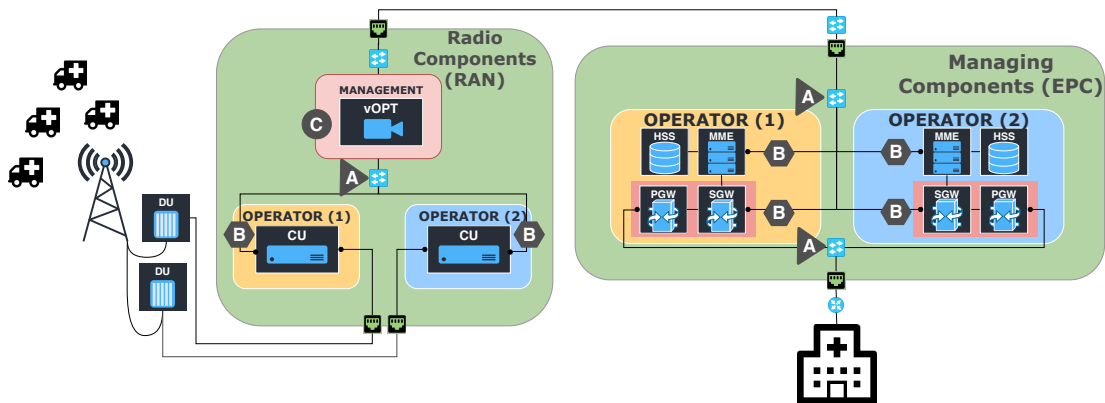 Radio
Components
(RAN)
MANAGEMENT
vOPT
C
A
OPERATOR (1)
CU
B
OPERATOR (2)
CU
B
DU
DU
Managing
Components (EPC)
A
OPERATOR (1)
HSS
MME
B
PGW
SGW
B
OPERATOR (2)
B
MME
HSS
B
SGW
PGW
A